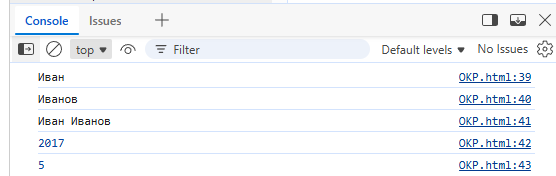 Console Issues
top Filter Default levels No Issues
Иван OKP.html:39
Иванов OKP.html:40
Иван Иванов OKP.html:41
2017 OKP.html:42
5 OKP.html:43